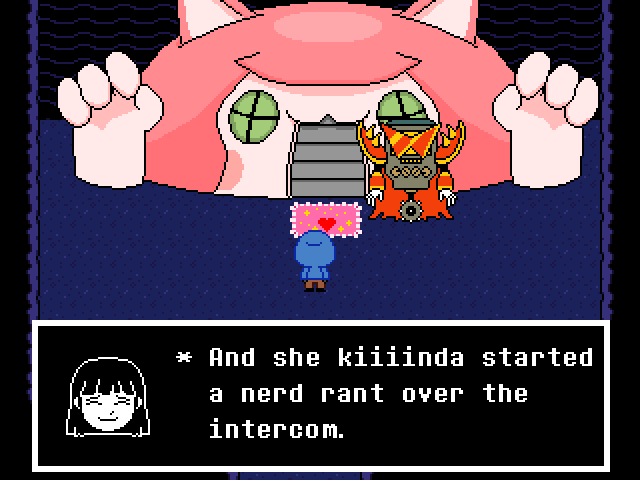 * And she kiiiinda started
a nerd rant over the
intercom.